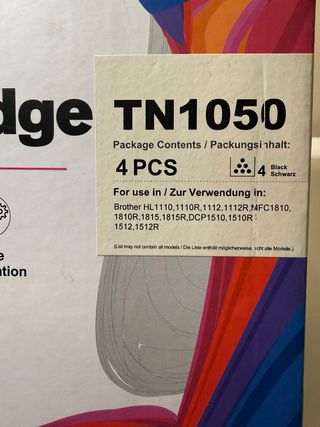 dge
TN1050
Package Contents / Packungsinhalt:
4 PCS
4 Black
Schwarz
For use in / Zur Verwendung in:
Brother HL1110,1110R,1112,1112R,MFC1810,
1810R,1815,1815R,DCP1510,1510R
1512,1512R
(List may not contain all models / Die Liste enthält möglicherweise nicht alle Modelle.)
e
ntion